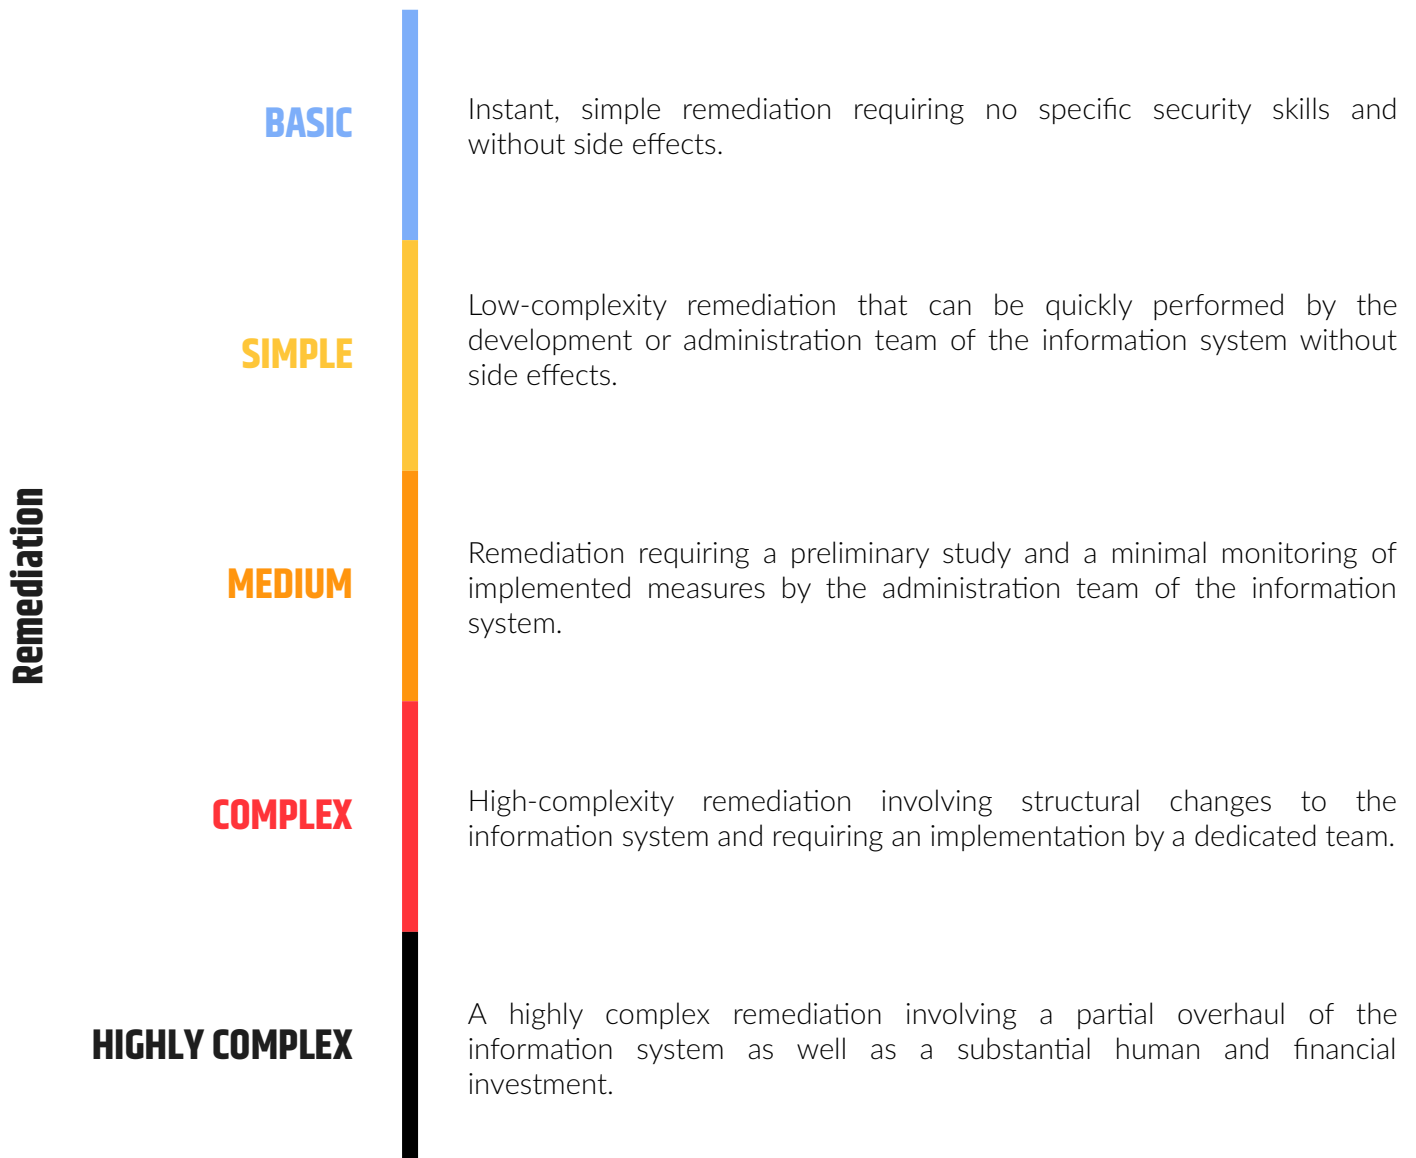 Remediation
BASIC
Instant, simple remediation requiring no specific security skills and
without side effects.
SIMPLE
Low-complexity remediation that can be quickly performed by the
development or administration team of the information system without
side effects.
MEDIUM
Remediation requiring a preliminary study and a minimal monitoring of
implemented measures by the administration team of the information
system.
COMPLEX
High-complexity remediation involving structural changes to the
information system and requiring an implementation by a dedicated team.
HIGHLY COMPLEX
A highly complex remediation involving a partial overhaul of the
information system as well as a substantial human and financial
investment.